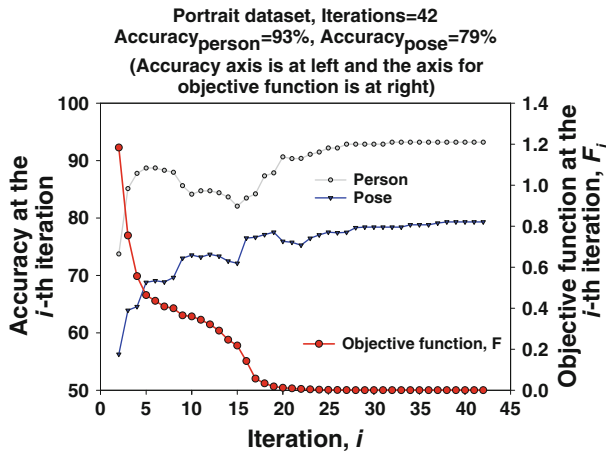 Portrait dataset, Iterations=42
Accuracyperson=93%, Accuracypose=79%
(Accuracy axis is at left and the axis for
objective function is at right)
Accuracy at the
i-th iteration
100
90
80
70
60
50
Person
Pose
Objective function, F
1.4
1.2
1.0
0.8
0.6
0.4
0.2
0.0
Objective function at the
i-th iteration, Fi
0 5 10 15 20 25 30 35 40 45
Iteration, i